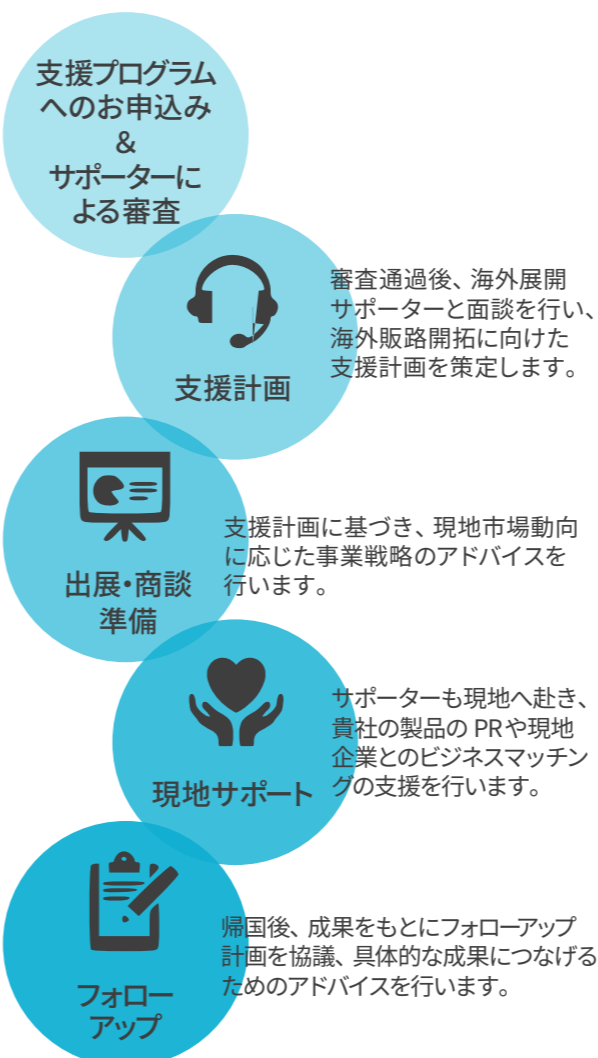 支援プログラム
へのお申込み
&
サポーターに
よる審査
支援計画
審査通過後、海外展開
サポーターと面談を行い、
海外販路開拓に向けた
支援計画を策定します。
出展・商談
準備
支援計画に基づき、現地市場動向
に応じた事業戦略のアドバイスを
行います。
現地サポート
サポーターも現地へ赴き、
貴社の製品の PRや現地
企業とのビジネスマッチン
グの支援を行います。
フォロー
アップ
帰国後、成果をもとにフォローアップ
計画を協議、具体的な成果につなげる
ためのアドバイスを行います。